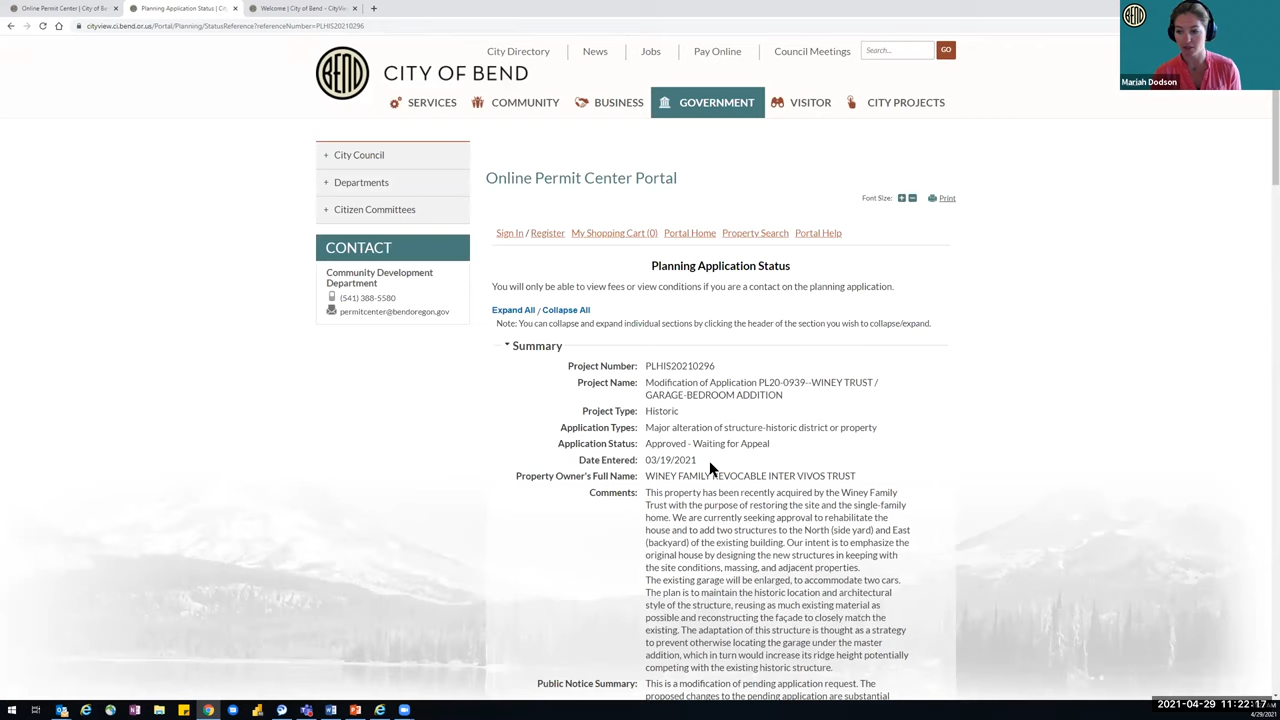 Online Permit Center | City of Be
Planning Application Status | C
Welcome | City of Bend – CityView
cityview.ci.bend.or.us/Portal/Planning/StatusReference?referenceNumber=PLHIS20210296
BEND
Mariah Dodson
City Directory
News
Jobs
Pay Online
Council Meetings
Search...
GO
BEND
CITY OF BEND
SERVICES
COMMUNITY
BUSINESS
GOVERNMENT
VISITOR
CITY PROJECTS
+ City Council
+ Departments
+ Citizen Committees
CONTACT
Community Development
Department
(541) 388-5580
permitcenter@bendoregon.gov
Online Permit Center Portal
Font Size: + − Print
Sign In / Register My Shopping Cart (0) Portal Home Property Search Portal Help
Planning Application Status
You will only be able to view fees or view conditions if you are a contact on the planning application.
Expand All / Collapse All
Note: You can collapse and expand individual sections by clicking the header of the section you wish to collapse/expand.
Summary
Project Number: PLHIS20210296
Project Name: Modification of Application PL20-0939--WINEY TRUST /
GARAGE-BEDROOM ADDITION
Project Type: Historic
Application Types: Major alteration of structure-historic district or property
Application Status: Approved - Waiting for Appeal
Date Entered: 03/19/2021
Property Owner's Full Name: WINEY FAMILY REVOCABLE INTER VIVOS TRUST
Comments: This property has been recently acquired by the Winey Family
Trust with the purpose of restoring the site and the single-family
home. We are currently seeking approval to rehabilitate the
house and to add two structures to the North (side yard) and East
(backyard) of the existing building. Our intent is to emphasize the
original house by designing the new structures in keeping with
the site conditions, massing, and adjacent properties.
The existing garage will be enlarged, to accommodate two cars.
The plan is to maintain the historic location and architectural
style of the structure, reusing as much existing material as
possible and reconstructing the façade to closely match the
existing. The adaptation of this structure is thought as a strategy
to prevent otherwise locating the garage under the master
addition, which in turn would increase its ridge height potentially
competing with the existing historic structure.
Public Notice Summary: This is a modification of pending application request. The
proposed changes to the pending application are substantial
2021-04-29 11:22:17
4/29/2021